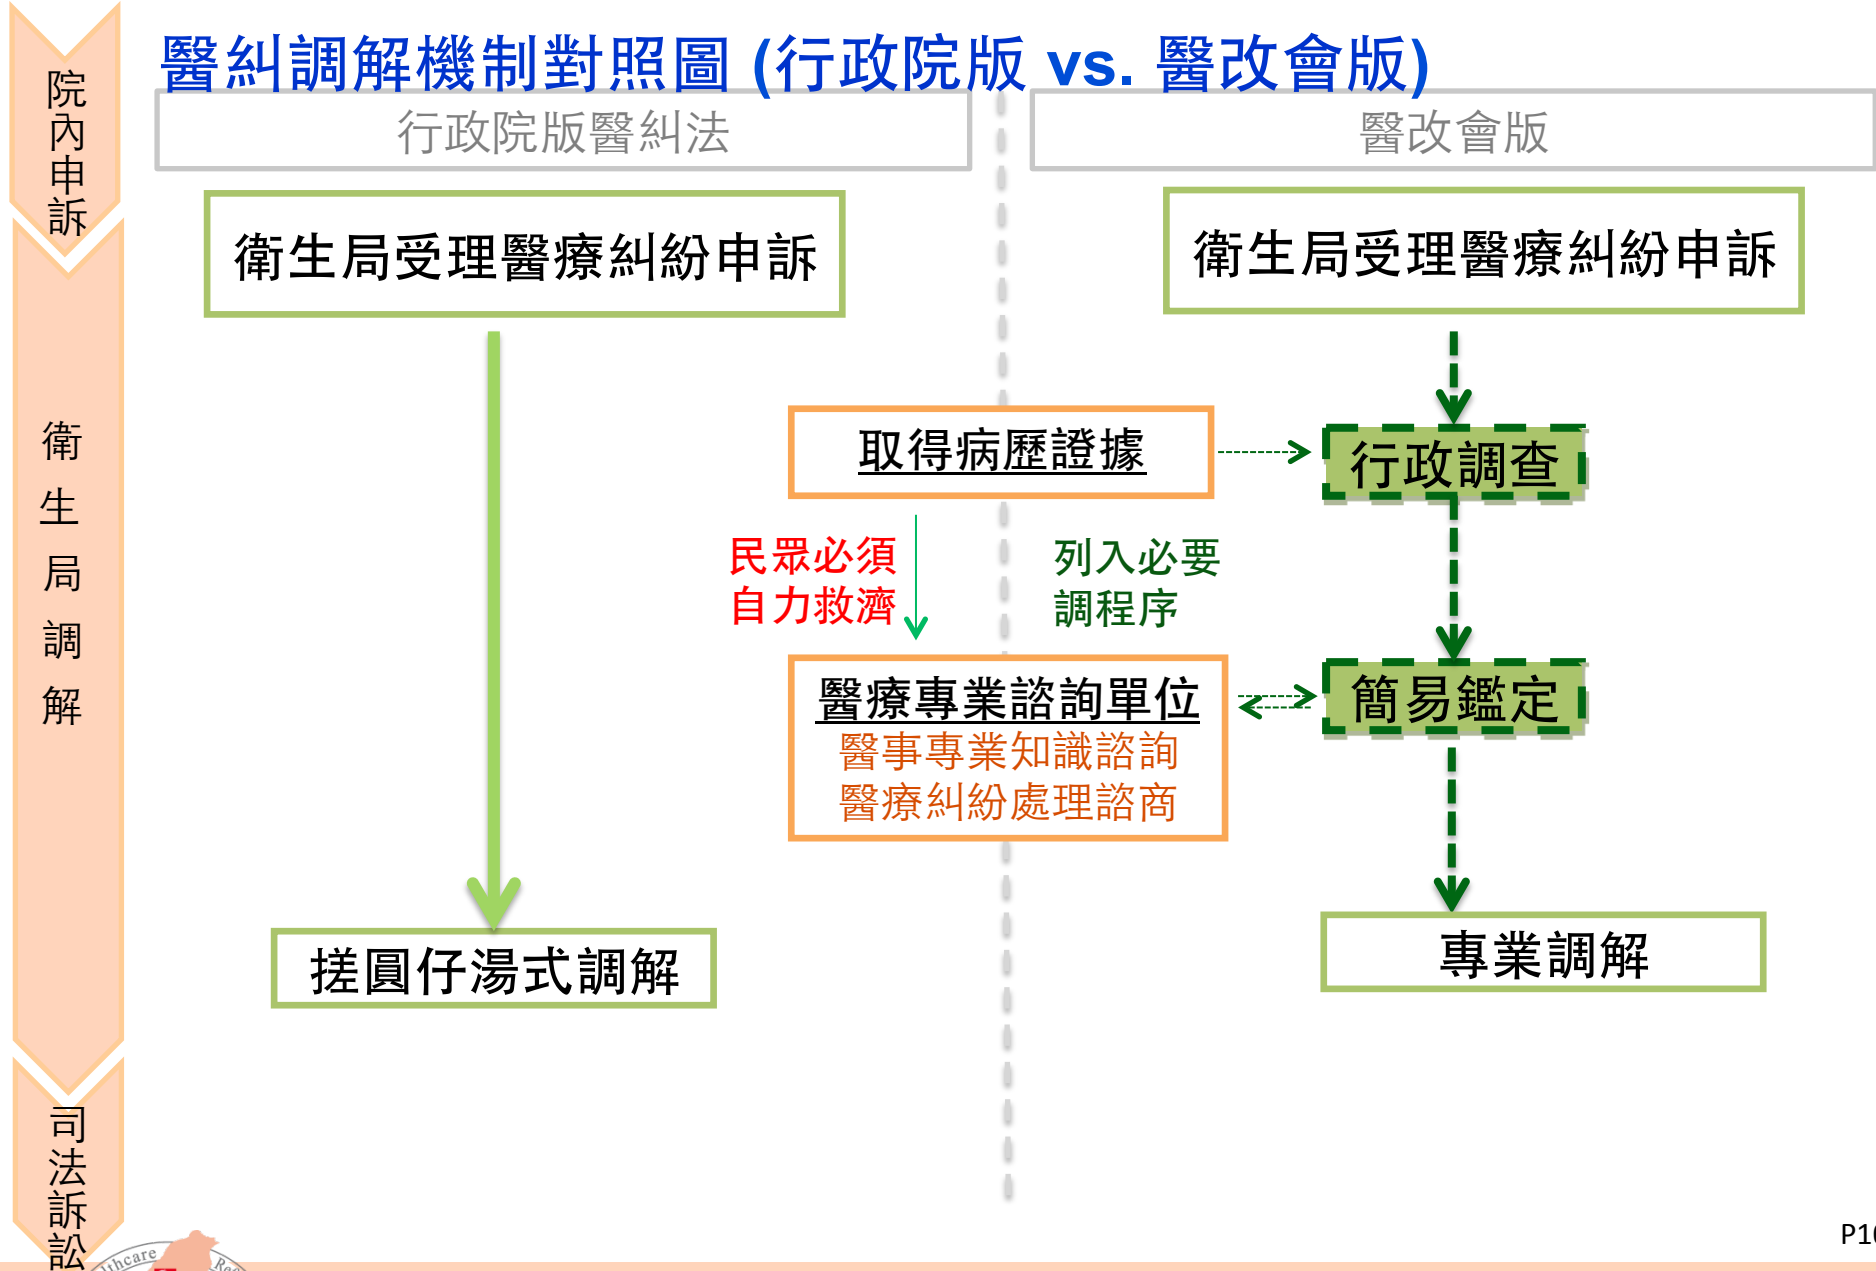 醫糾調解機制對照圖 (行政院版 vs. 醫改會版)
院內申訴
行政院版醫糾法
醫改會版
衛生局受理醫療糾紛申訴
衛生局受理醫療糾紛申訴
衛生局調解
取得病歷證據
行政調查
民眾必須
自力救濟
列入必要
調程序
醫療專業諮詢單位
醫事專業知識諮詢
醫療糾紛處理諮商
簡易鑑定
搓圓仔湯式調解
專業調解
司法訴訟